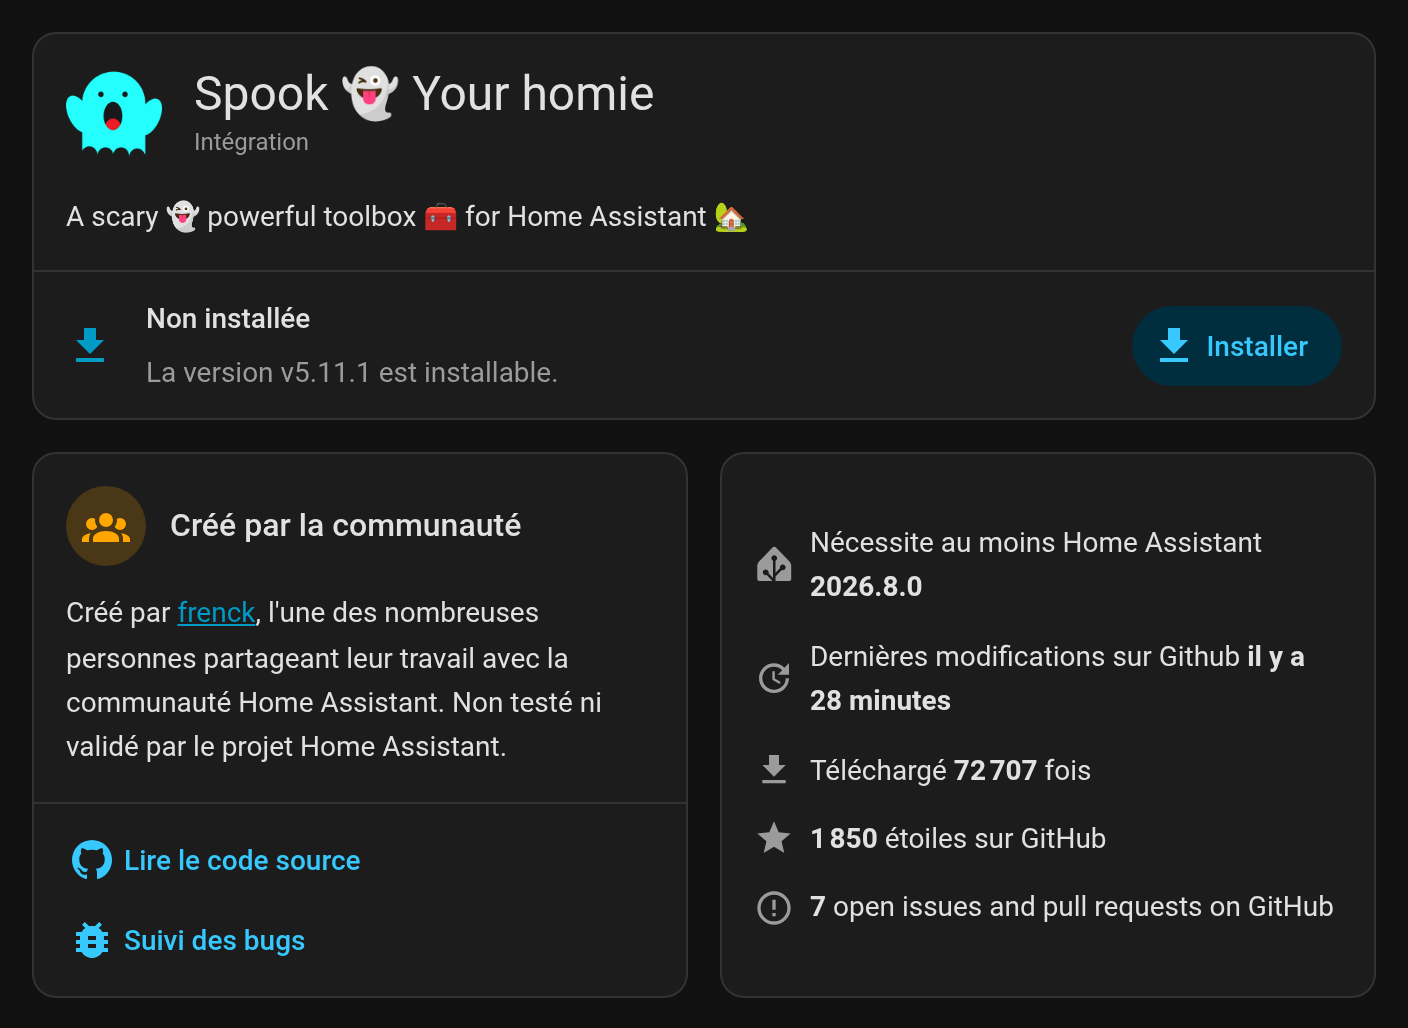 Spook 👻 Your homie
Intégration
A scary 👻 powerful toolbox 🧰 for Home Assistant 🏡
Non installée
La version v5.11.1 est installable.
Installer
Créé par la communauté
Créé par frenck, l'une des nombreuses
personnes partageant leur travail avec la
communauté Home Assistant. Non testé ni
validé par le projet Home Assistant.
Lire le code source
Suivi des bugs
Nécessite au moins Home Assistant
2026.8.0
Dernières modifications sur Github il y a
28 minutes
Téléchargé 72 707 fois
1 850 étoiles sur GitHub
7 open issues and pull requests on GitHub